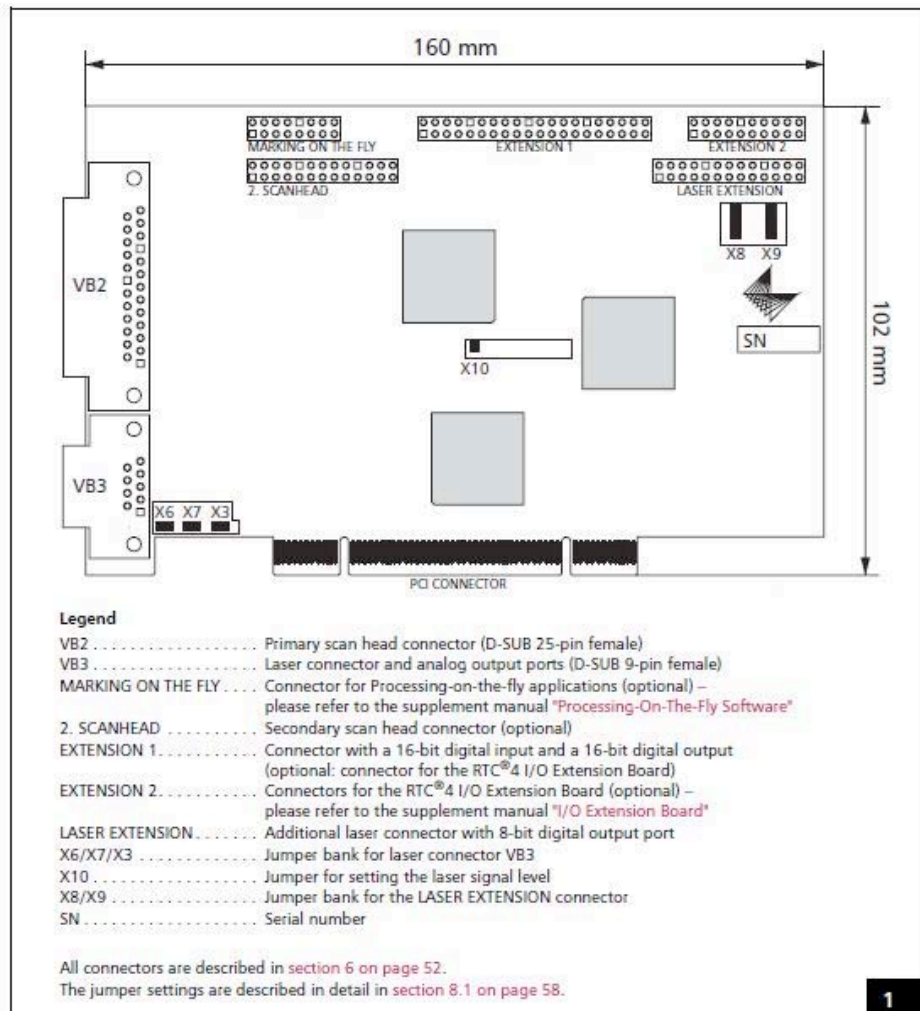 160 mm
MARKING ON THE FLY
EXTENSION 1
EXTENSION 2
2. SCANHEAD
LASER EXTENSION
X8 X9
VB2
102 mm
SN
X10
VB3
X6 X7 X3
PCI CONNECTOR
Legend
VB2 . . . . . . . . . . . . . . . . . . Primary scan head connector (D-SUB 25-pin female)
VB3 . . . . . . . . . . . . . . . . . . Laser connector and analog output ports (D-SUB 9-pin female)
MARKING ON THE FLY . . . . Connector for Processing-on-the-fly applications (optional) –
please refer to the supplement manual "Processing-On-The-Fly Software"
2. SCANHEAD . . . . . . . . . . Secondary scan head connector (optional)
EXTENSION 1. . . . . . . . . . . Connector with a 16-bit digital input and a 16-bit digital output
(optional: connector for the RTC®4 I/O Extension Board)
EXTENSION 2. . . . . . . . . . . Connectors for the RTC®4 I/O Extension Board (optional) –
please refer to the supplement manual "I/O Extension Board"
LASER EXTENSION . . . . . . . Additional laser connector with 8-bit digital output port
X6/X7/X3 . . . . . . . . . . . . . Jumper bank for laser connector VB3
X10 . . . . . . . . . . . . . . . . . . Jumper for setting the laser signal level
X8/X9 . . . . . . . . . . . . . . . . Jumper bank for the LASER EXTENSION connector
SN . . . . . . . . . . . . . . . . . . . Serial number
All connectors are described in section 6 on page 52.
The jumper settings are described in detail in section 8.1 on page 58.
1